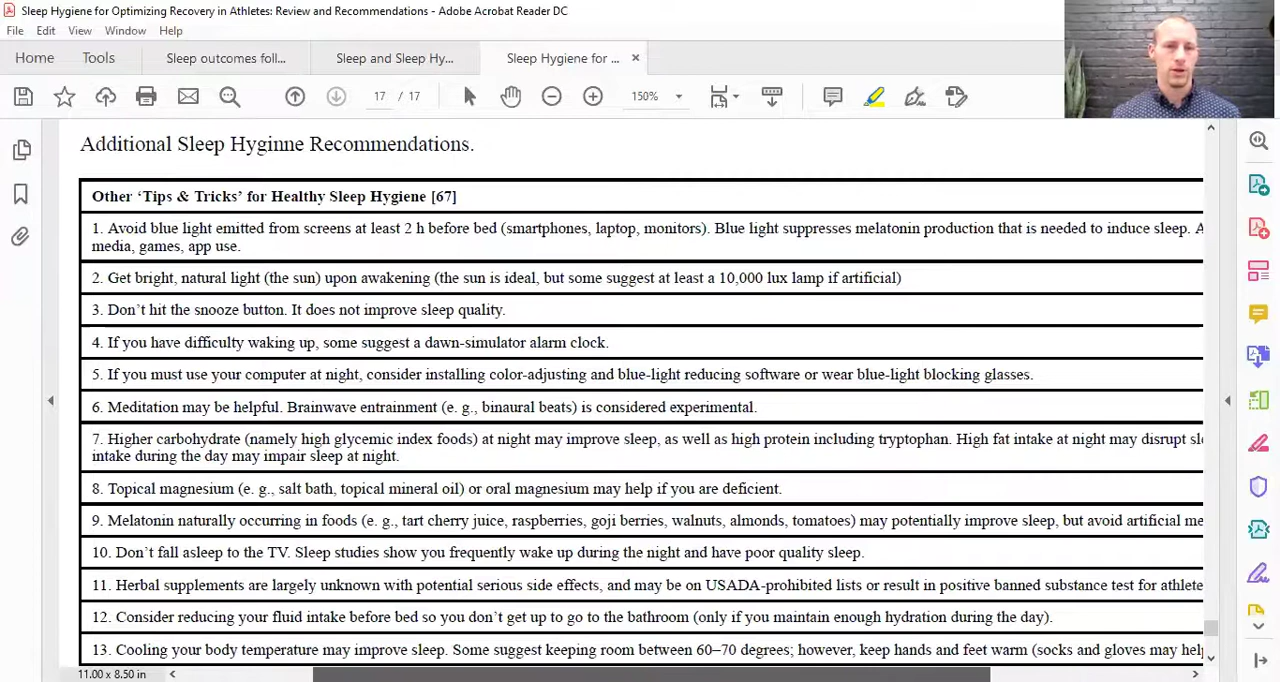 Sleep Hygiene for Optimizing Recovery in Athletes: Review and Recommendations - Adobe Acrobat Reader DC
File Edit View Window Help
Home Tools Sleep outcomes foll... Sleep and Sleep Hy... Sleep Hygiene for ... ×
17 / 17 150%
Additional Sleep Hyginne Recommendations.
Other ‘Tips & Tricks’ for Healthy Sleep Hygiene [67]
1. Avoid blue light emitted from screens at least 2 h before bed (smartphones, laptop, monitors). Blue light suppresses melatonin production that is needed to induce sleep. A
media, games, app use.
2. Get bright, natural light (the sun) upon awakening (the sun is ideal, but some suggest at least a 10,000 lux lamp if artificial)
3. Don’t hit the snooze button. It does not improve sleep quality.
4. If you have difficulty waking up, some suggest a dawn-simulator alarm clock.
5. If you must use your computer at night, consider installing color-adjusting and blue-light reducing software or wear blue-light blocking glasses.
6. Meditation may be helpful. Brainwave entrainment (e. g., binaural beats) is considered experimental.
7. Higher carbohydrate (namely high glycemic index foods) at night may improve sleep, as well as high protein including tryptophan. High fat intake at night may disrupt sle
intake during the day may impair sleep at night.
8. Topical magnesium (e. g., salt bath, topical mineral oil) or oral magnesium may help if you are deficient.
9. Melatonin naturally occurring in foods (e. g., tart cherry juice, raspberries, goji berries, walnuts, almonds, tomatoes) may potentially improve sleep, but avoid artificial me
10. Don’t fall asleep to the TV. Sleep studies show you frequently wake up during the night and have poor quality sleep.
11. Herbal supplements are largely unknown with potential serious side effects, and may be on USADA-prohibited lists or result in positive banned substance test for athlete
12. Consider reducing your fluid intake before bed so you don’t get up to go to the bathroom (only if you maintain enough hydration during the day).
13. Cooling your body temperature may improve sleep. Some suggest keeping room between 60–70 degrees; however, keep hands and feet warm (socks and gloves may help
11.00 x 8.50 in